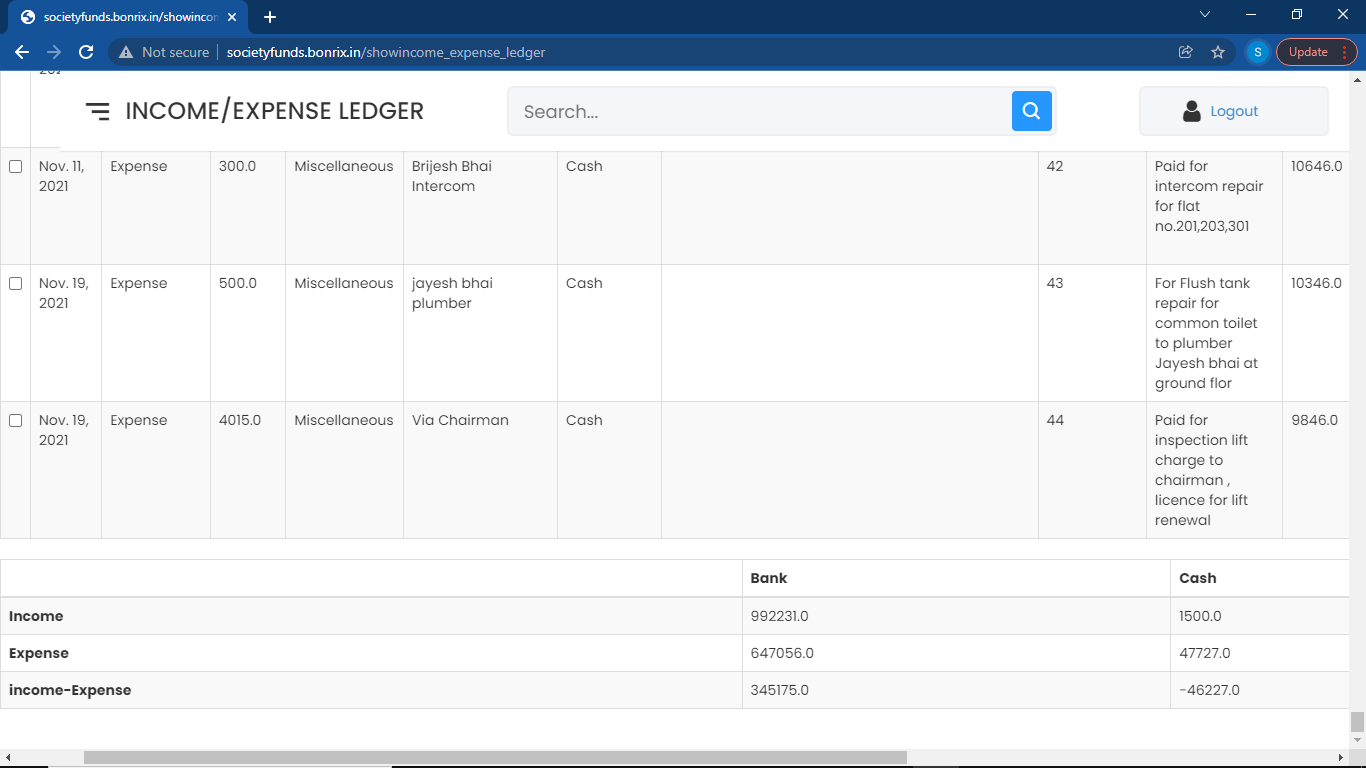 societyfunds.bonrix.in/showincon
Not secure societyfunds.bonrix.in/showincome_expense_ledger S Update
INCOME/EXPENSE LEDGER Search... Logout
Nov. 11, Expense 300.0 Miscellaneous Brijesh Bhai Cash 42 Paid for 10646.0
2021 Intercom intercom repair
for flat
no.201,203,301
Nov. 19, Expense 500.0 Miscellaneous jayesh bhai Cash 43 For Flush tank 10346.0
2021 plumber repair for
common toilet
to plumber
Jayesh bhai at
ground flor
Nov. 19, Expense 4015.0 Miscellaneous Via Chairman Cash 44 Paid for 9846.0
2021 inspection lift
charge to
chairman ,
licence for lift
renewal
Bank Cash
Income 992231.0 1500.0
Expense 647056.0 47727.0
income-Expense 345175.0 -46227.0